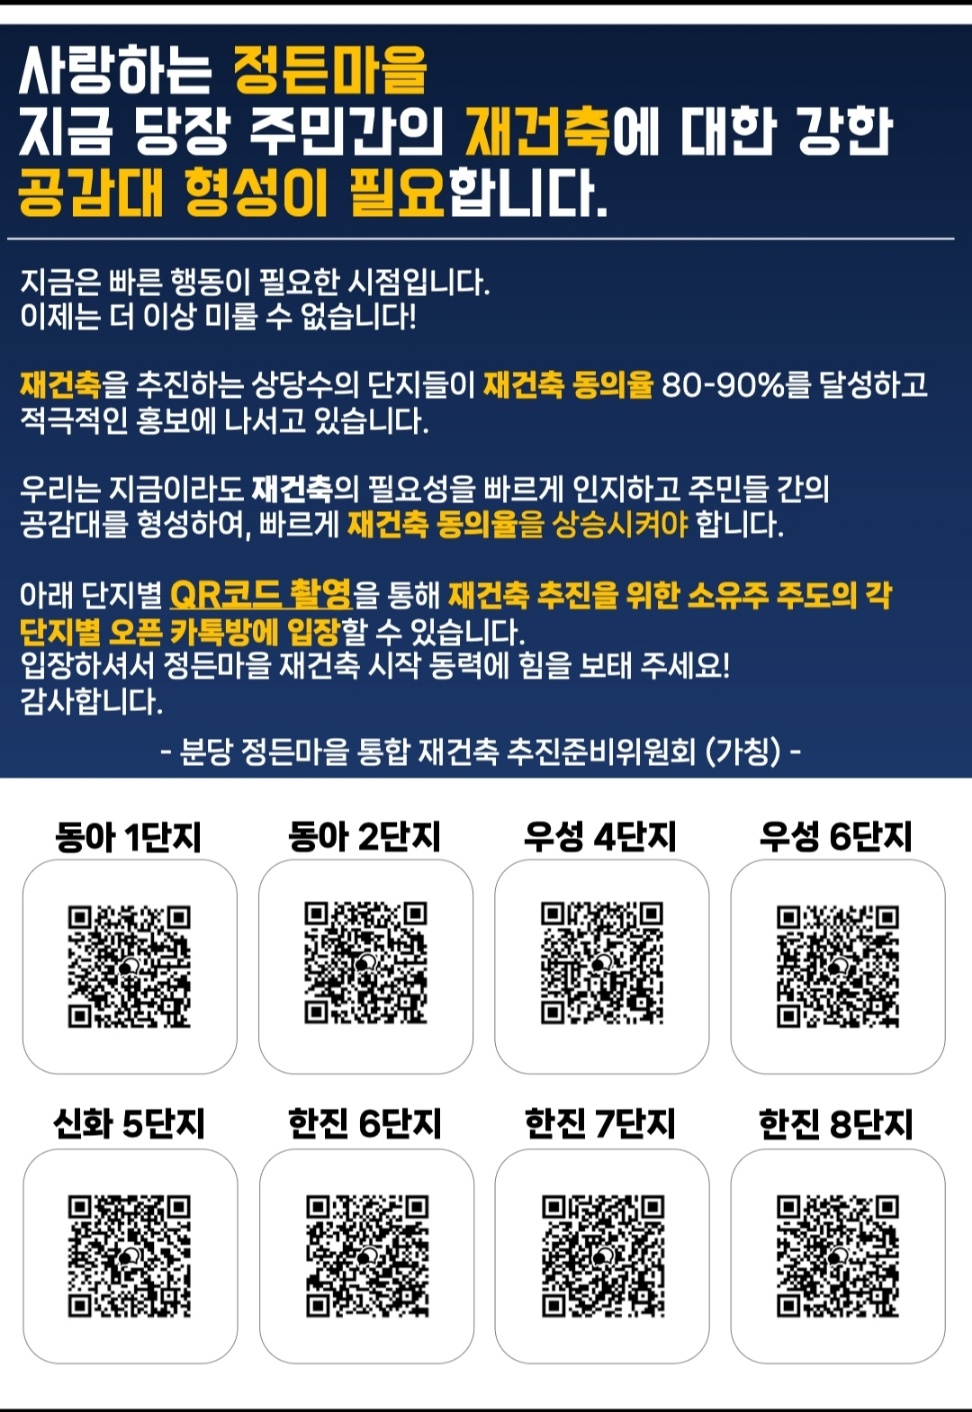 사랑하는 정든마을
지금 당장 주민간의 재건축에 대한 강한
공감대 형성이 필요합니다.
지금은 빠른 행동이 필요한 시점입니다.
이제는 더 이상 미룰 수 없습니다!
재건축을 추진하는 상당수의 단지들이 재건축 동의율 80-90%를 달성하고
적극적인 홍보에 나서고 있습니다.
우리는 지금이라도 재건축의 필요성을 빠르게 인지하고 주민들 간의
공감대를 형성하여, 빠르게 재건축 동의율을 상승시켜야 합니다.
아래 단지별 QR코드 촬영을 통해 재건축 추진을 위한 소유주 주도의 각
단지별 오픈 카톡방에 입장할 수 있습니다.
입장하셔서 정든마을 재건축 시작 동력에 힘을 보태 주세요!
감사합니다.
- 분당 정든마을 통합 재건축 추진준비위원회 (가칭) -
동아 1단지 동아 2단지 우성 4단지 우성 6단지
신화 5단지 한진 6단지 한진 7단지 한진 8단지